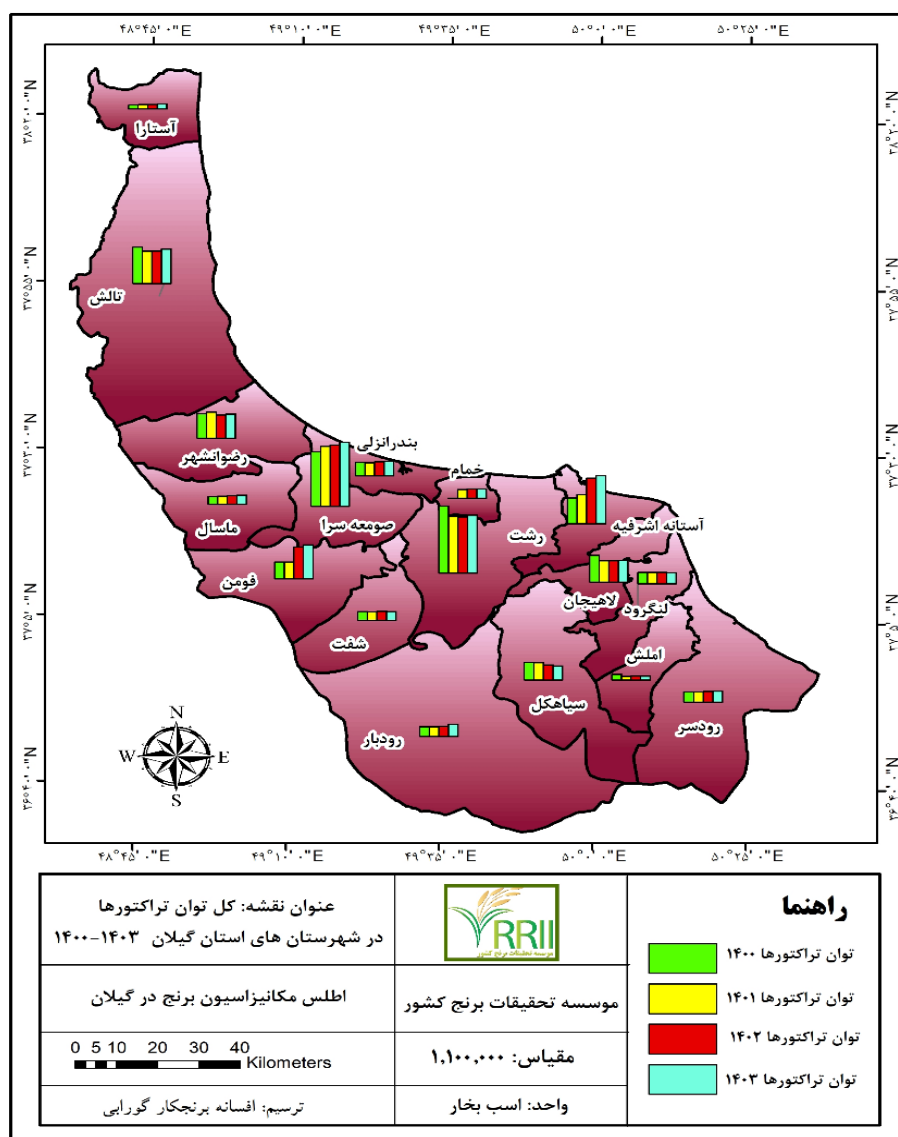 ۴۸°۴۵'۰"E ۴۹°۱۰'۰"E ۴۹°۳۵'۰"E ۵۰°۰'۰"E ۵۰°۲۵'۰"E
آستارا
تالش
رضوانشهر
بندرانزلی
خمام
ماسال
صومعه سرا
رشت
آستانه اشرفیه
فومن
لاهیجان
لنگرود
شفت
املش
سیاهکل
رودسر
رودبار
N
W E
S
۴۸°۴۵'۰"E ۴۹°۱۰'۰"E ۴۹°۳۵'۰"E ۵۰°۰'۰"E ۵۰°۲۵'۰"E
راهنما
توان تراکتورها ۱۴۰۰
توان تراکتورها ۱۴۰۱
توان تراکتورها ۱۴۰۲
توان تراکتورها ۱۴۰۳
RRII
موسسه تحقیقات برنج کشور
موسسه تحقیقات برنج کشور
مقیاس: ۱,۱۰۰,۰۰۰
واحد: اسب بخار
عنوان نقشه: کل توان تراکتورها
در شهرستان های استان گیلان ۱۴۰۳-۱۴۰۰
اطلس مکانیزاسیون برنج در گیلان
0 5 10 20 30 40
Kilometers
ترسیم: افسانه برنجکار گورابی